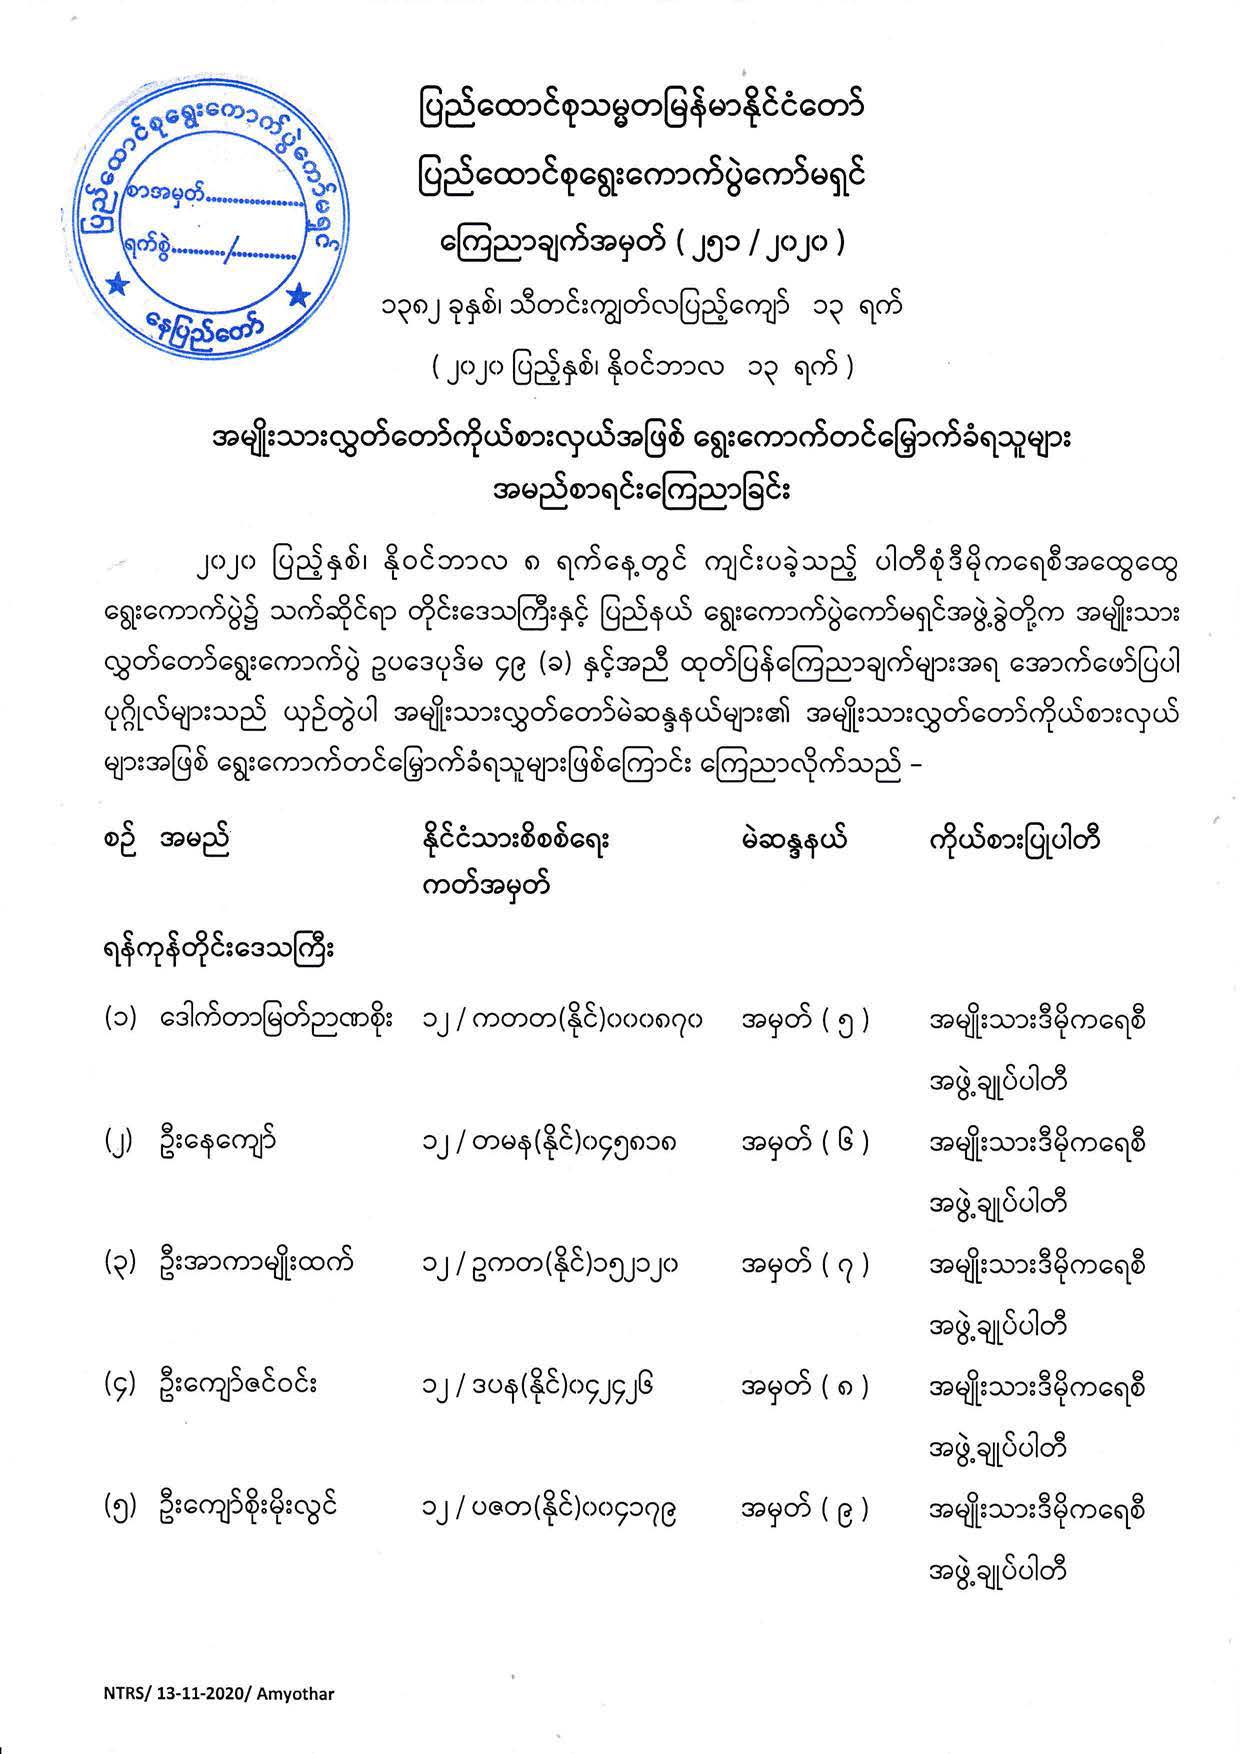 ပြည်ထောင်စုသမ္မတမြန်မာနိုင်ငံတော်
ပြည်ထောင်စုရွေးကောက်ပွဲကော်မရှင်
ကြေညာချက်အမှတ် ( ၂၅၁ / ၂၀၂၀ )
၁၃၈၂ ခုနှစ်၊ သီတင်းကျွတ်လပြည့်ကျော် ၁၃ ရက်
( ၂၀၂၀ ပြည့်နှစ်၊ နိုဝင်ဘာလ ၁၃ ရက် )
ပြည်ထောင်စုရွေးကောက်ပွဲကော်မရှင်
စာအမှတ်....................
ရက်စွဲ........../............
နေပြည်တော်
အမျိုးသားလွှတ်တော်ကိုယ်စားလှယ်အဖြစ် ရွေးကောက်တင်မြှောက်ခံရသူများ
အမည်စာရင်းကြေညာခြင်း
၂၀၂၀ ပြည့်နှစ်၊ နိုဝင်ဘာလ ၈ ရက်နေ့တွင် ကျင်းပခဲ့သည့် ပါတီစုံဒီမိုကရေစီအထွေထွေ
ရွေးကောက်ပွဲ၌ သက်ဆိုင်ရာ တိုင်းဒေသကြီးနှင့် ပြည်နယ် ရွေးကောက်ပွဲကော်မရှင်အဖွဲ့ခွဲတို့က အမျိုးသား
လွှတ်တော်ရွေးကောက်ပွဲ ဥပဒေပုဒ်မ ၄၉ (ခ) နှင့်အညီ ထုတ်ပြန်ကြေညာချက်များအရ အောက်ဖော်ပြပါ
ပုဂ္ဂိုလ်များသည် ယှဉ်တွဲပါ အမျိုးသားလွှတ်တော်မဲဆန္ဒနယ်များ၏ အမျိုးသားလွှတ်တော်ကိုယ်စားလှယ်
များအဖြစ် ရွေးကောက်တင်မြှောက်ခံရသူများဖြစ်ကြောင်း ကြေညာလိုက်သည် –
စဉ် အမည် နိုင်ငံသားစိစစ်ရေး မဲဆန္ဒနယ် ကိုယ်စားပြုပါတီ
ကတ်အမှတ်
ရန်ကုန်တိုင်းဒေသကြီး
(၁) ဒေါက်တာမြတ်ဉာဏစိုး ၁၂ / ကတတ(နိုင်)၀၀၀၈၇၀ အမှတ် ( ၅ ) အမျိုးသားဒီမိုကရေစီ
အဖွဲ့ချုပ်ပါတီ
(၂) ဦးနေကျော် ၁၂ / တမန(နိုင်)၀၄၅၈၁၈ အမှတ် ( ၆ ) အမျိုးသားဒီမိုကရေစီ
အဖွဲ့ချုပ်ပါတီ
(၃) ဦးအာကာမျိုးထက် ၁၂ / ဥကတ(နိုင်)၁၅၂၁၂၀ အမှတ် ( ၇ ) အမျိုးသားဒီမိုကရေစီ
အဖွဲ့ချုပ်ပါတီ
(၄) ဦးကျော်ဇင်ဝင်း ၁၂ / ဒပန(နိုင်)၀၄၂၄၂၆ အမှတ် ( ၈ ) အမျိုးသားဒီမိုကရေစီ
အဖွဲ့ချုပ်ပါတီ
(၅) ဦးကျော်စိုးမိုးလွင် ၁၂ / ပဇတ(နိုင်)၀၀၄၁၇၉ အမှတ် ( ၉ ) အမျိုးသားဒီမိုကရေစီ
အဖွဲ့ချုပ်ပါတီ
NTRS/ 13-11-2020/ Amyothar